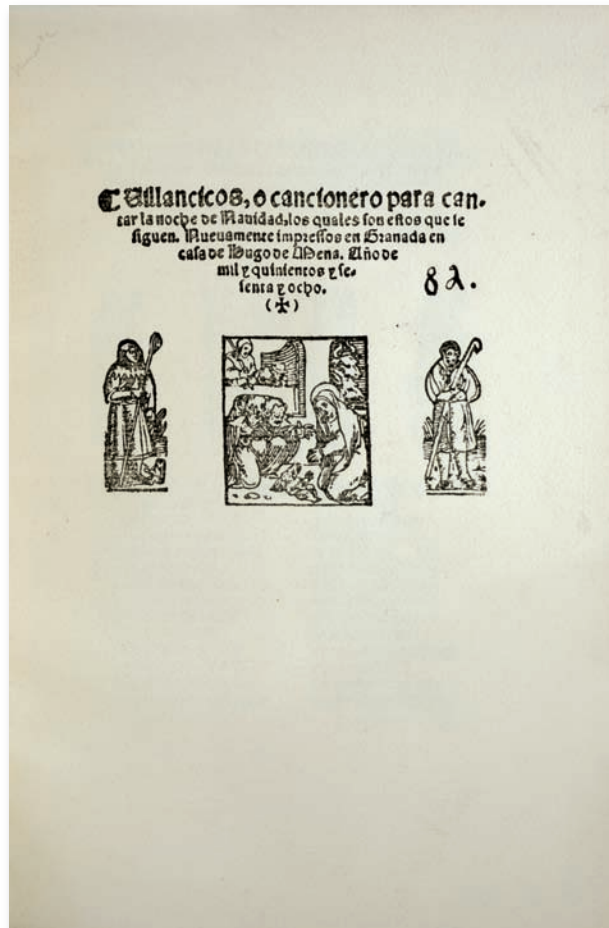 ☙ Villancicos, o cancionero para can-
tar la noche de Nauidad, los quales son estos que se
siguen. Nueuamente impressos en Granada en
casa de Hugo de Mena. Año de
mil y quinientos y se-
senta y ocho.
(✠)
82.